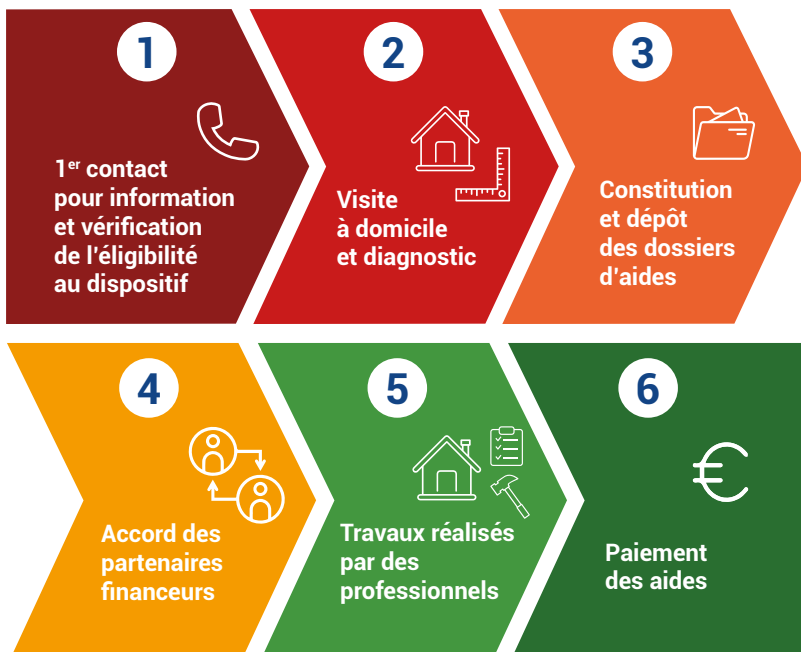 1
1er contact
pour information
et vérification
de l'éligibilité
au dispositif
2
Visite
à domicile
et diagnostic
3
Constitution
et dépôt
des dossiers
d'aides
4
Accord des
partenaires
financeurs
5
Travaux réalisés
par des
professionnels
6
€
Paiement
des aides